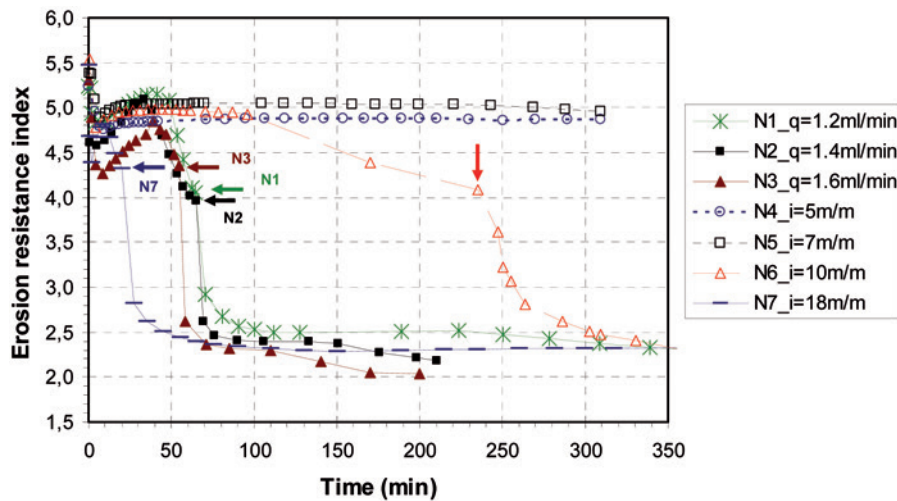 6,0
5,5
5,0
4,5
4,0
3,5
3,0
2,5
2,0
1,5
Erosion resistance index
0 50 100 150 200 250 300 350
Time (min)
N7
N3
N1
N2
N1_q=1.2ml/min
N2_q=1.4ml/min
N3_q=1.6ml/min
N4_i=5m/m
N5_i=7m/m
N6_i=10m/m
N7_i=18m/m